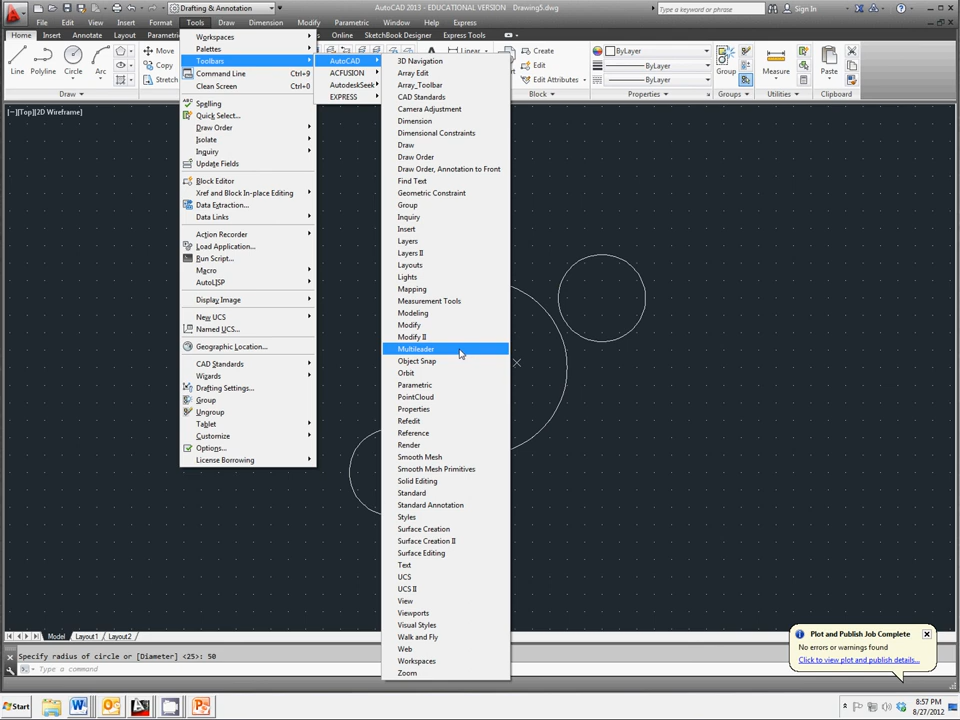 Drafting & Annotation
AutoCAD 2013 - EDUCATIONAL VERSION Drawing5.dwg
Type a keyword or phrase
Sign In
File Edit View Insert Format Tools Draw Dimension Modify Parametric Window Help Express
Home Insert Annotate Layout Online SketchBook Designer Express Tools
Line Polyline Circle Arc
Move
Copy
Stretch
Draw
Linear
Create
Edit
Edit Attributes
Block
ByLayer
ByLayer
ByLayer
Properties
Group
Groups
Measure
Utilities
Paste
Clipboard
[−][Top][2D Wireframe]
Workspaces
Palettes
Toolbars
Command Line Ctrl+9
Clean Screen Ctrl+0
Spelling
Quick Select...
Draw Order
Isolate
Inquiry
Update Fields
Block Editor
Xref and Block In-place Editing
Data Extraction...
Data Links
Action Recorder
Load Application...
Run Script...
Macro
AutoLISP
Display Image
New UCS
Named UCS...
Geographic Location...
CAD Standards
Wizards
Drafting Settings...
Group
Ungroup
Tablet
Customize
Options...
License Borrowing
AutoCAD
ACFUSION
AutodeskSeek
EXPRESS
3D Navigation
Array Edit
Array_Toolbar
CAD Standards
Camera Adjustment
Dimension
Dimensional Constraints
Draw
Draw Order
Draw Order, Annotation to Front
Find Text
Geometric Constraint
Group
Inquiry
Insert
Layers
Layers II
Layouts
Lights
Mapping
Measurement Tools
Modeling
Modify
Modify II
Multileader
Object Snap
Orbit
Parametric
PointCloud
Properties
Refedit
Reference
Render
Smooth Mesh
Smooth Mesh Primitives
Solid Editing
Standard
Standard Annotation
Styles
Surface Creation
Surface Creation II
Surface Editing
Text
UCS
UCS II
View
Viewports
Visual Styles
Walk and Fly
Web
Workspaces
Zoom
Model Layout1 Layout2
Specify radius of circle or [Diameter] <25>: 50
Type a command
Plot and Publish Job Complete
No errors or warnings found
Click to view plot and publish details...
Start
8:57 PM
8/27/2012